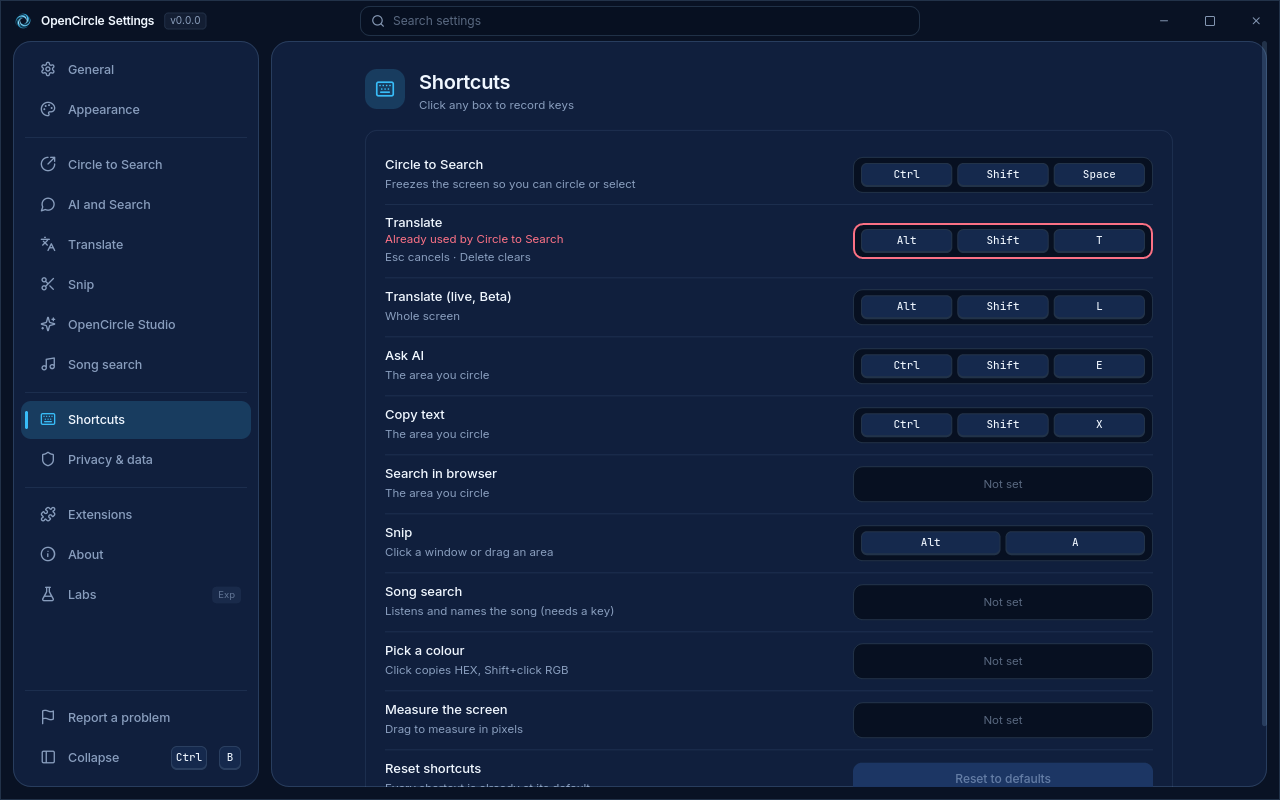 OpenCircle Settings v0.0.0
Search settings
General
Appearance
Circle to Search
AI and Search
Translate
Snip
OpenCircle Studio
Song search
Shortcuts
Privacy & data
Extensions
About
Labs Exp
Report a problem
Collapse Ctrl B
Shortcuts
Click any box to record keys
Circle to Search
Freezes the screen so you can circle or select
Ctrl Shift Space
Translate
Already used by Circle to Search
Esc cancels · Delete clears
Alt Shift T
Translate (live, Beta)
Whole screen
Alt Shift L
Ask AI
The area you circle
Ctrl Shift E
Copy text
The area you circle
Ctrl Shift X
Search in browser
The area you circle
Not set
Snip
Click a window or drag an area
Alt A
Song search
Listens and names the song (needs a key)
Not set
Pick a colour
Click copies HEX, Shift+click RGB
Not set
Measure the screen
Drag to measure in pixels
Not set
Reset shortcuts
Every shortcut is already at its default
Reset to defaults